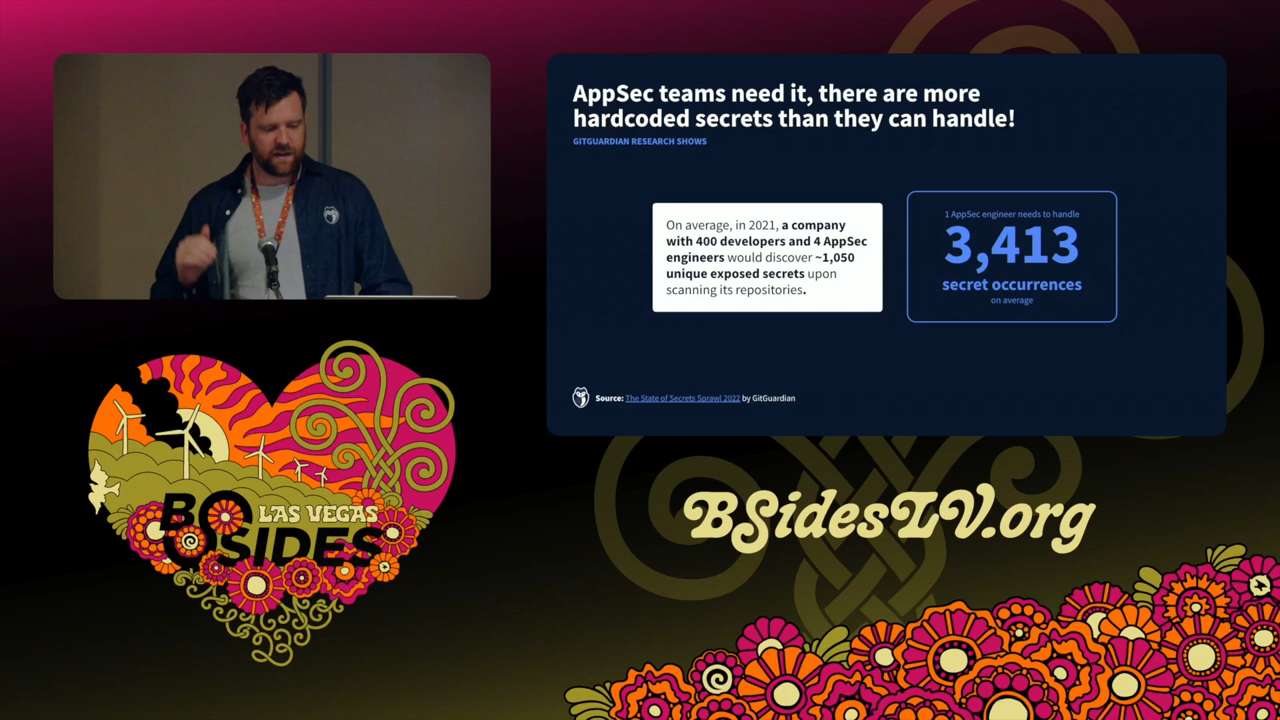 AppSec teams need it, there are more
hardcoded secrets than they can handle!
GITGUARDIAN RESEARCH SHOWS
On average, in 2021, a company
with 400 developers and 4 AppSec
engineers would discover ~1,050
unique exposed secrets upon
scanning its repositories.
1 AppSec engineer needs to handle
3,413
secret occurrences
on average
Source: The State of Secrets Sprawl 2022 by GitGuardian
LAS VEGAS
BSIDES
23
BSidesLV.org